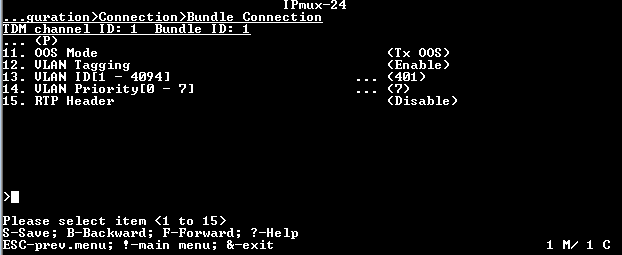 IPmux-24
...guration>Connection>Bundle Connection
TDM channel ID: 1  Bundle ID: 1
... (P)
11. OOS Mode (Tx OOS)
12. VLAN Tagging (Enable)
13. VLAN ID[1 - 4094] ... (401)
14. VLAN Priority[0 - 7] ... (7)
15. RTP Header (Disable)
>
Please select item <1 to 15>
S-Save; B-Backward; F-Forward; ?-Help
ESC-prev.menu; !-main menu; &-exit 1 M/ 1 C